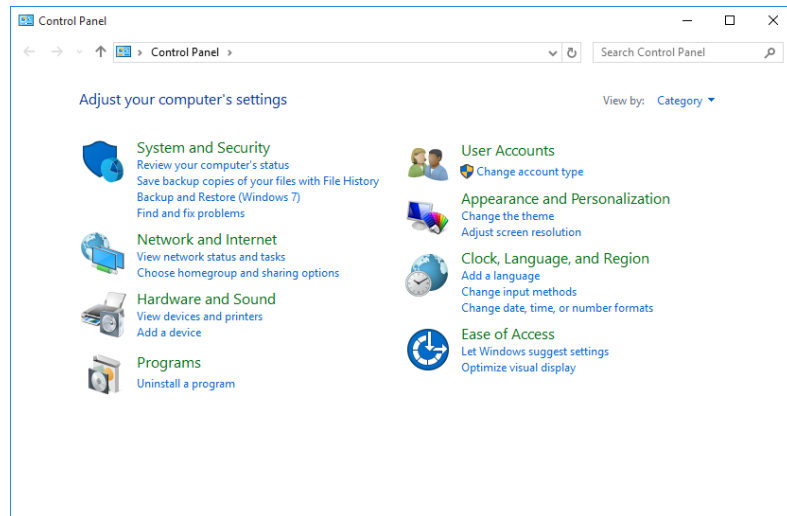 Control Panel
Control Panel
Search Control Panel
Adjust your computer's settings
View by: Category
System and Security
Review your computer's status
Save backup copies of your files with File History
Backup and Restore (Windows 7)
Find and fix problems
Network and Internet
View network status and tasks
Choose homegroup and sharing options
Hardware and Sound
View devices and printers
Add a device
Programs
Uninstall a program
User Accounts
Change account type
Appearance and Personalization
Change the theme
Adjust screen resolution
Clock, Language, and Region
Add a language
Change input methods
Change date, time, or number formats
Ease of Access
Let Windows suggest settings
Optimize visual display